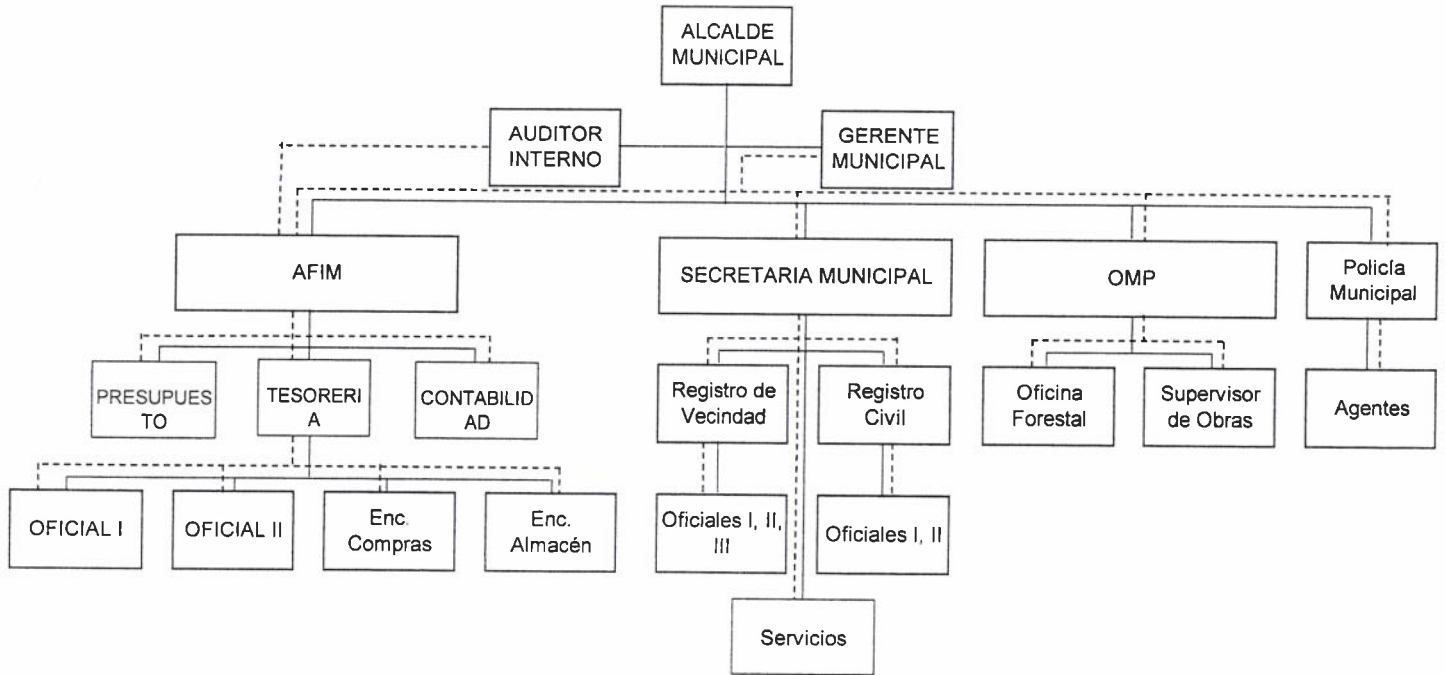 ALCALDE
MUNICIPAL
AUDITOR
INTERNO
GERENTE
MUNICIPAL
AFIM
SECRETARIA MUNICIPAL
OMP
Policía
Municipal
PRESUPUES
TO
TESORERI
A
CONTABILID
AD
Registro de
Vecindad
Registro
Civil
Oficina
Forestal
Supervisor
de Obras
Agentes
OFICIAL I
OFICIAL II
Enc.
Compras
Enc.
Almacén
Oficiales I, II,
III
Oficiales I, II
Servicios